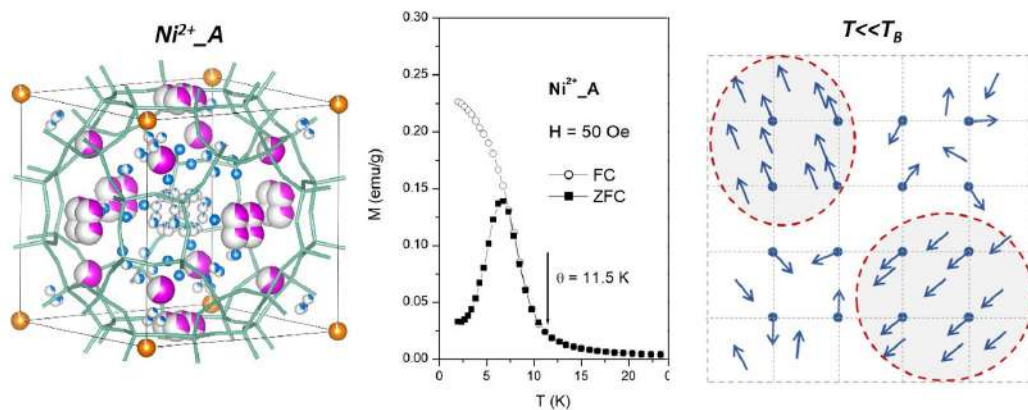 Ni²⁺_A
T<<T_B
0.30
0.25
0.20
0.15
0.10
0.05
0.00
M (emu/g)
Ni²⁺_A
H = 50 Oe
FC
ZFC
θ = 11.5 K
0 5 10 15 20 0
T (K)